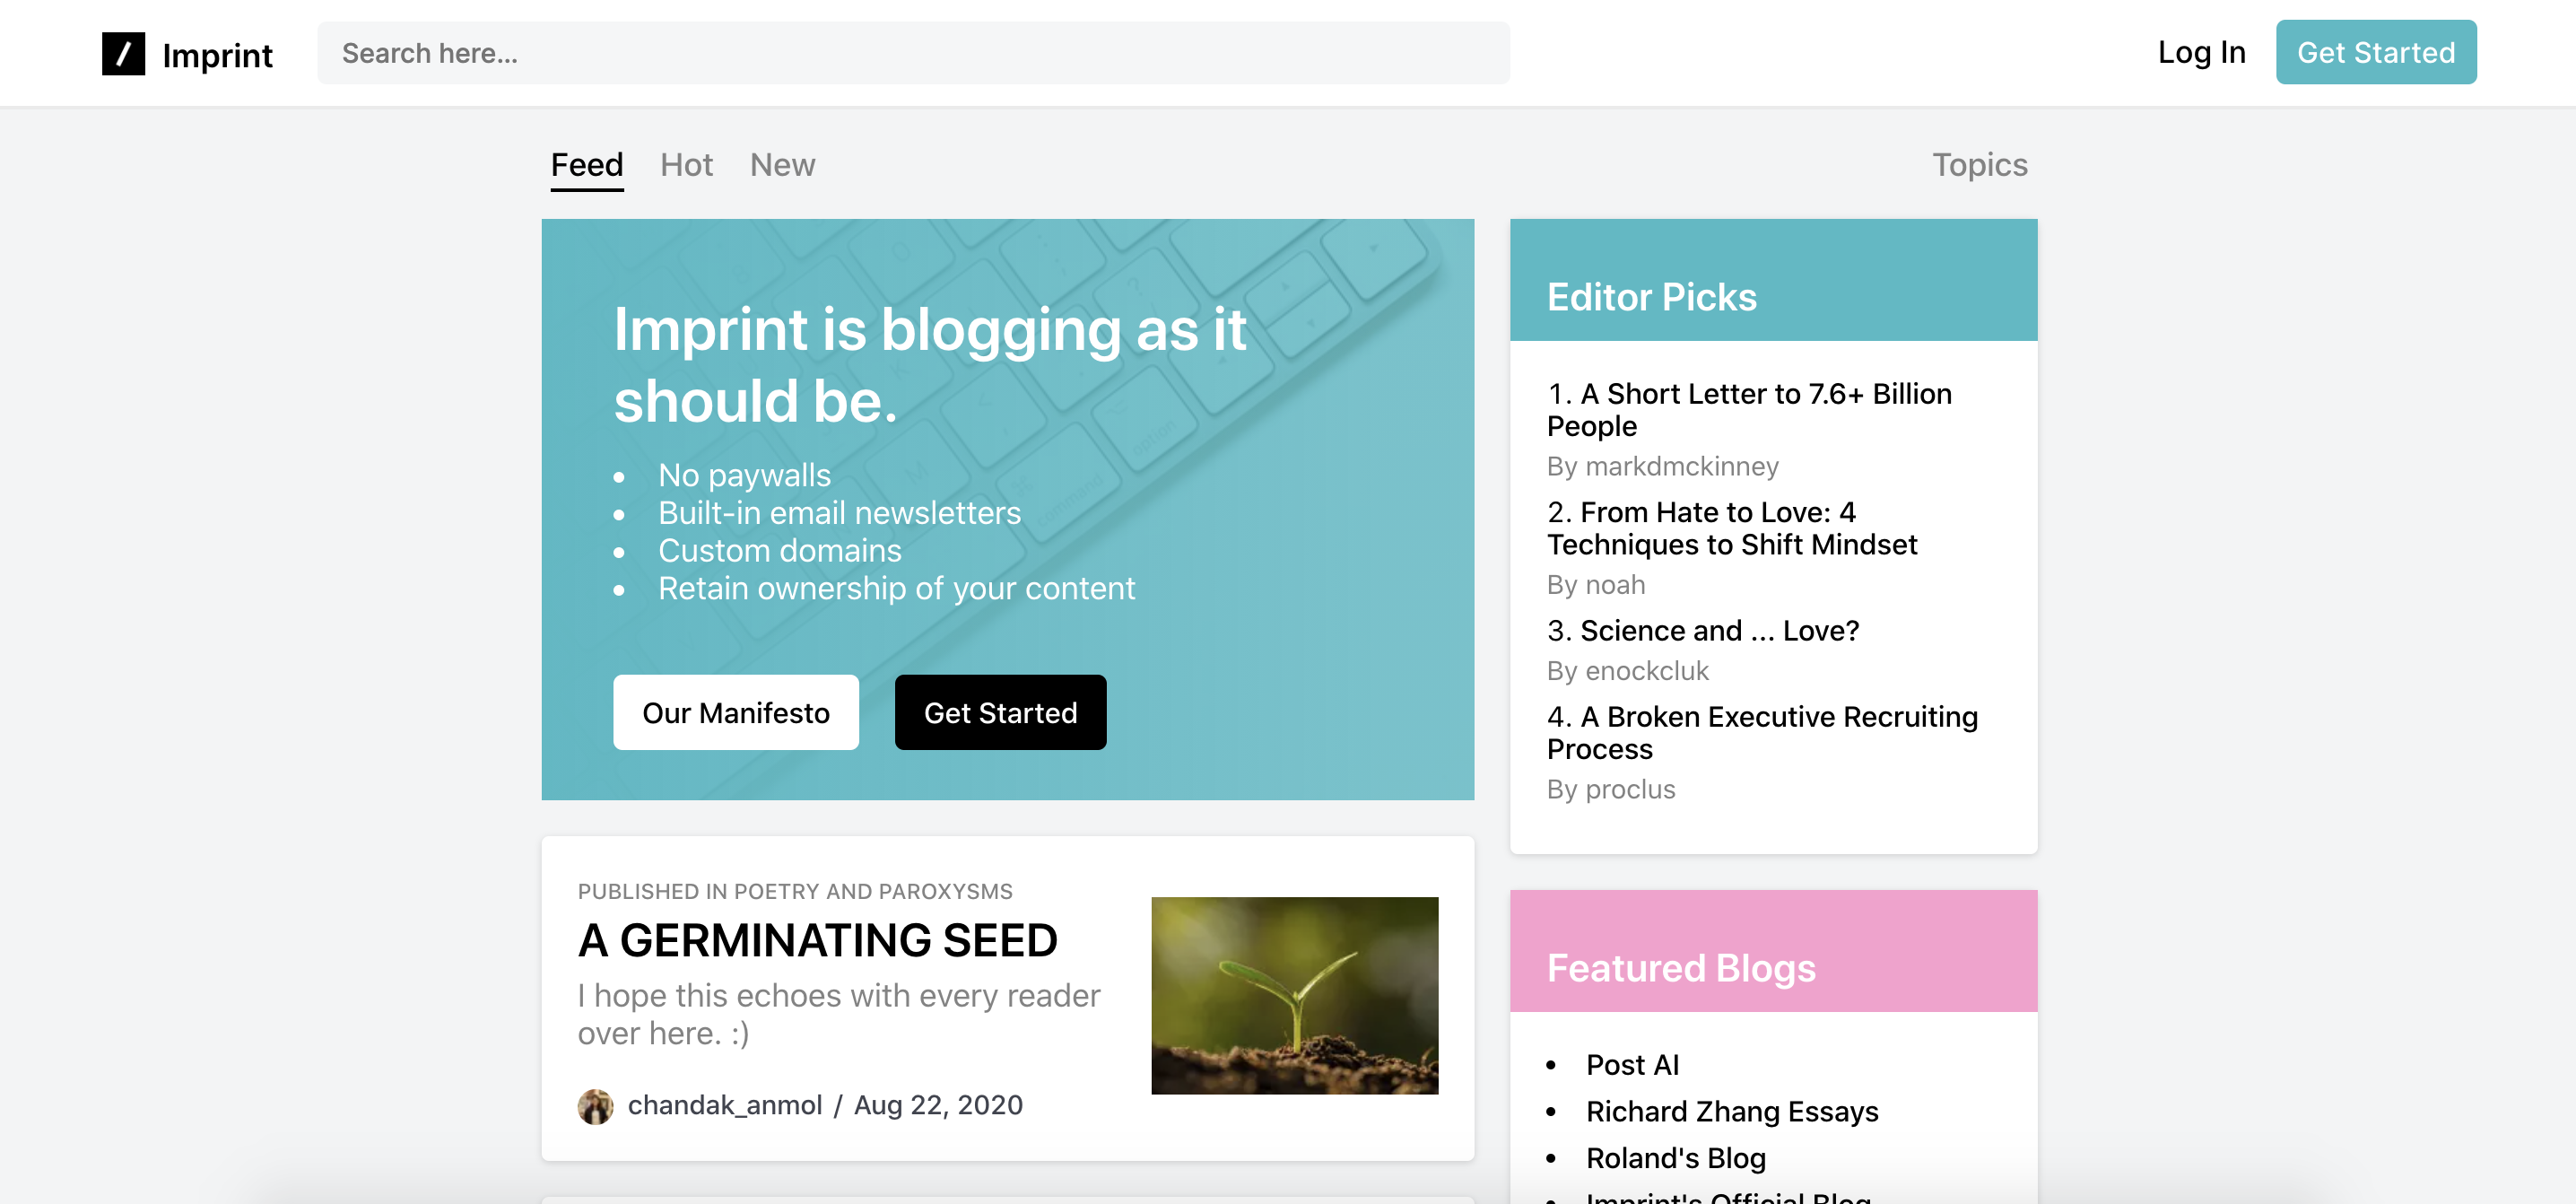 Imprint
Search here...
Log In
Get Started
Feed
Hot
New
Topics
Imprint is blogging as it
should be.
No paywalls
Built-in email newsletters
Custom domains
Retain ownership of your content
Our Manifesto
Get Started
option
command
Editor Picks
1. A Short Letter to 7.6+ Billion
People
By markdmckinney
2. From Hate to Love: 4
Techniques to Shift Mindset
By noah
3. Science and ... Love?
By enockcluk
4. A Broken Executive Recruiting
Process
By proclus
PUBLISHED IN POETRY AND PAROXYSMS
A GERMINATING SEED
I hope this echoes with every reader
over here. :)
chandak_anmol / Aug 22, 2020
Featured Blogs
Post AI
Richard Zhang Essays
Roland's Blog
Imprint's Official Blog